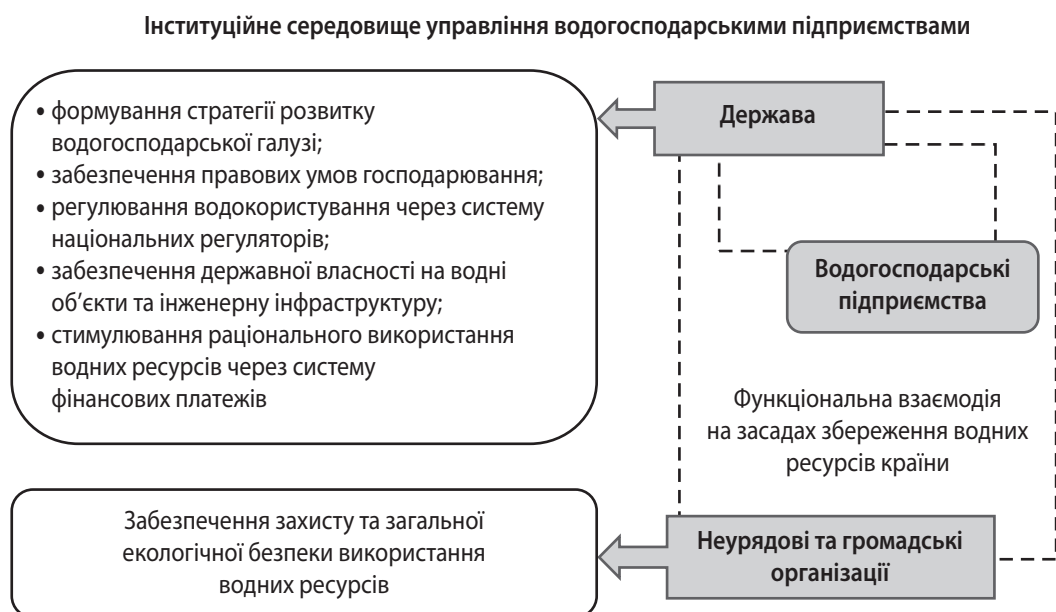 Інституційне середовище управління водогосподарськими підприємствами
• формування стратегії розвитку
водогосподарської галузі;
• забезпечення правових умов господарювання;
• регулювання водокористування через систему
національних регуляторів;
• забезпечення державної власності на водні
об’єкти та інженерну інфраструктуру;
• стимулювання раціонального використання
водних ресурсів через систему
фінансових платежів
Держава
Водогосподарські
підприємства
Функціональна взаємодія
на засадах збереження водних
ресурсів країни
Забезпечення захисту та загальної
екологічної безпеки використання
водних ресурсів
Неурядові та громадські
організації